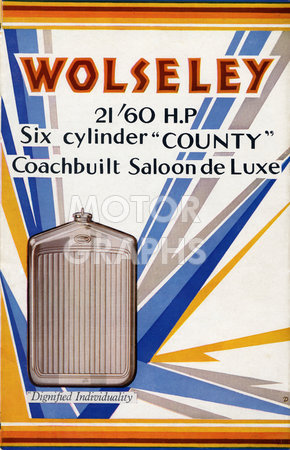 WOLSELEY
21/60 H.P
Six cylinder "COUNTY"
Coachbuilt Saloon de Luxe
MOTOR
GRAPHS
"Dignified Individuality"